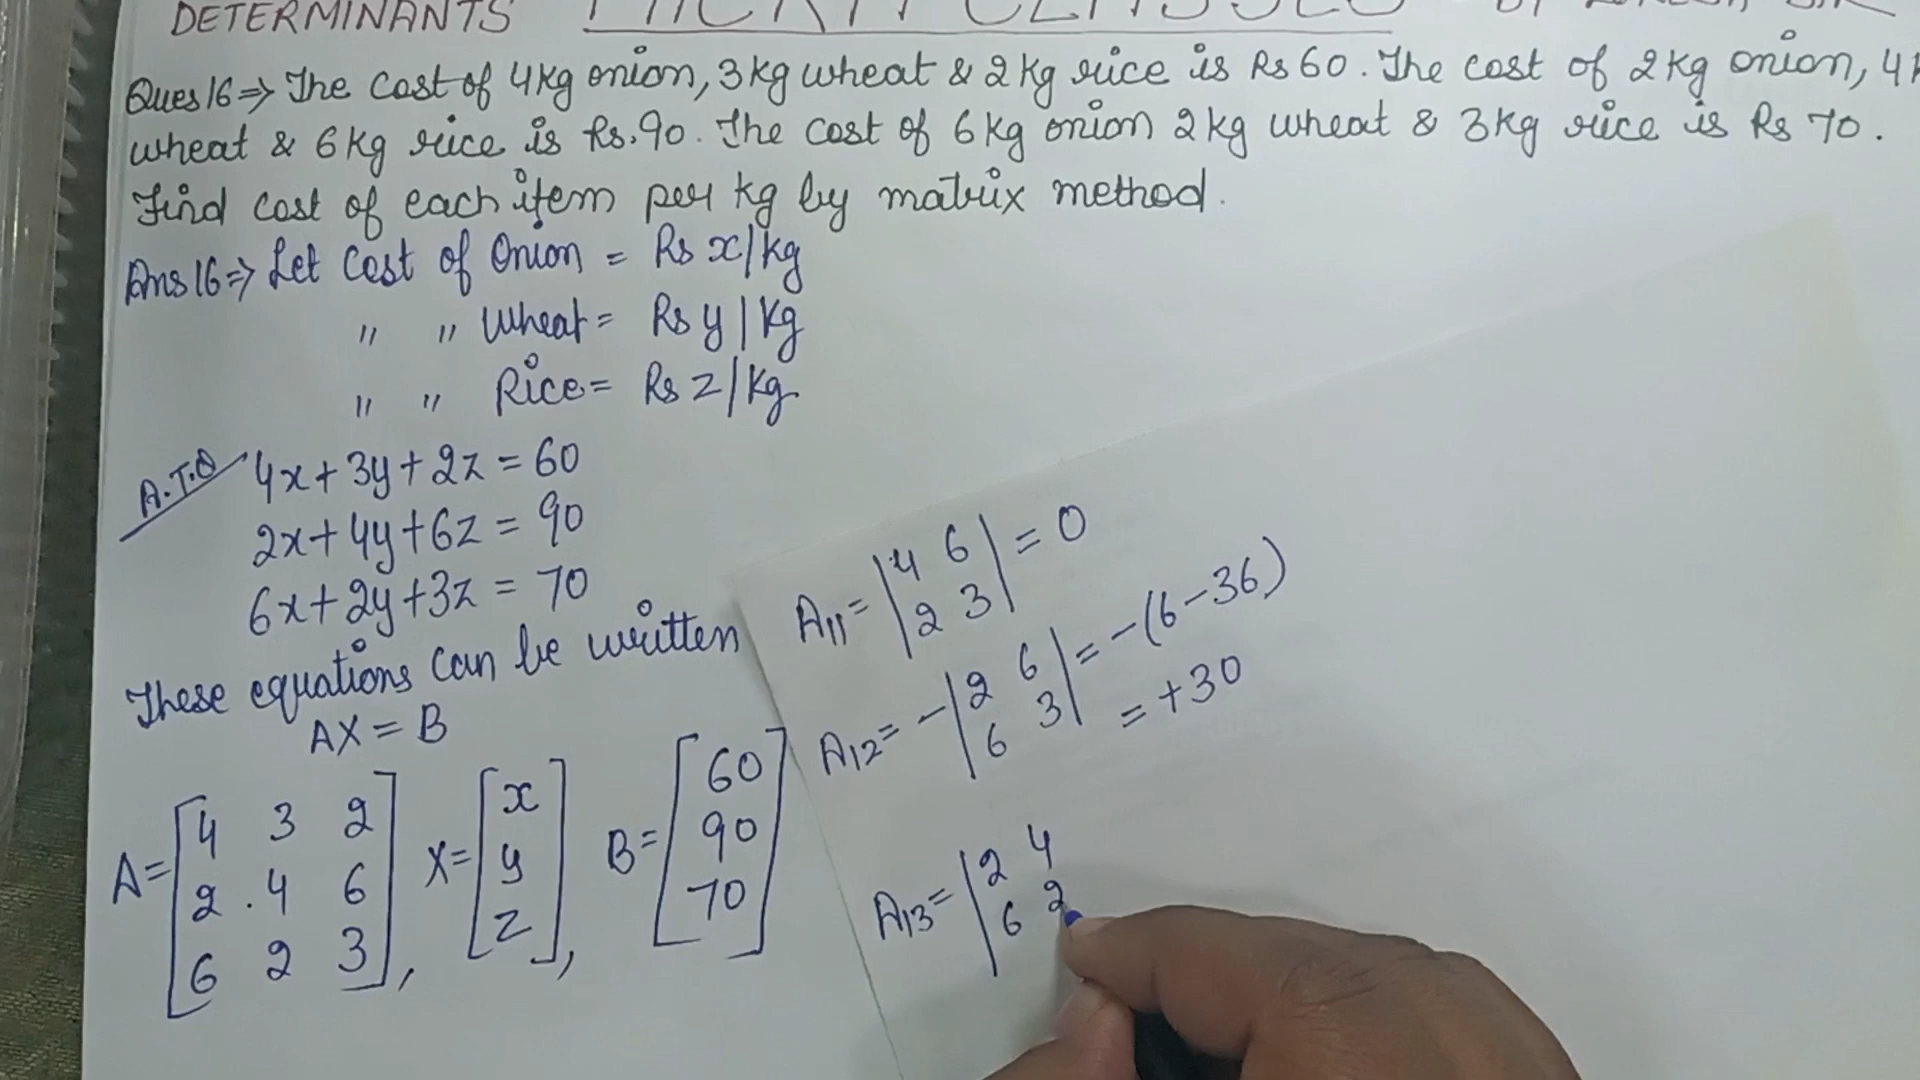 DETERMINANTS
Ques 16 ⇒ The cost of 4kg onion, 3kg wheat & 2kg rice is Rs 60. The cost of 2kg onion, 4
wheat & 6kg rice is Rs. 90. The cost of 6kg onion 2kg wheat & 3kg rice is Rs 70.
Find cost of each item per kg by matrix method.
Ans 16 ⇒ Let cost of Onion = Rs x/kg
" " Wheat = Rs y/kg
" " Rice = Rs z/kg
A.T.Q 4x + 3y + 2z = 60
2x + 4y + 6z = 90
6x + 2y + 3z = 70
These equations can be written
AX = B
A = [4 3 2
2 . 4 6
6 2 3], X = [x
y
z], B = [60
90
70]
A11 = |4 6
2 3| = 0
A12 = -|2 6
6 3| = -(6-36)
= +30
A13 = |2 4
6 2